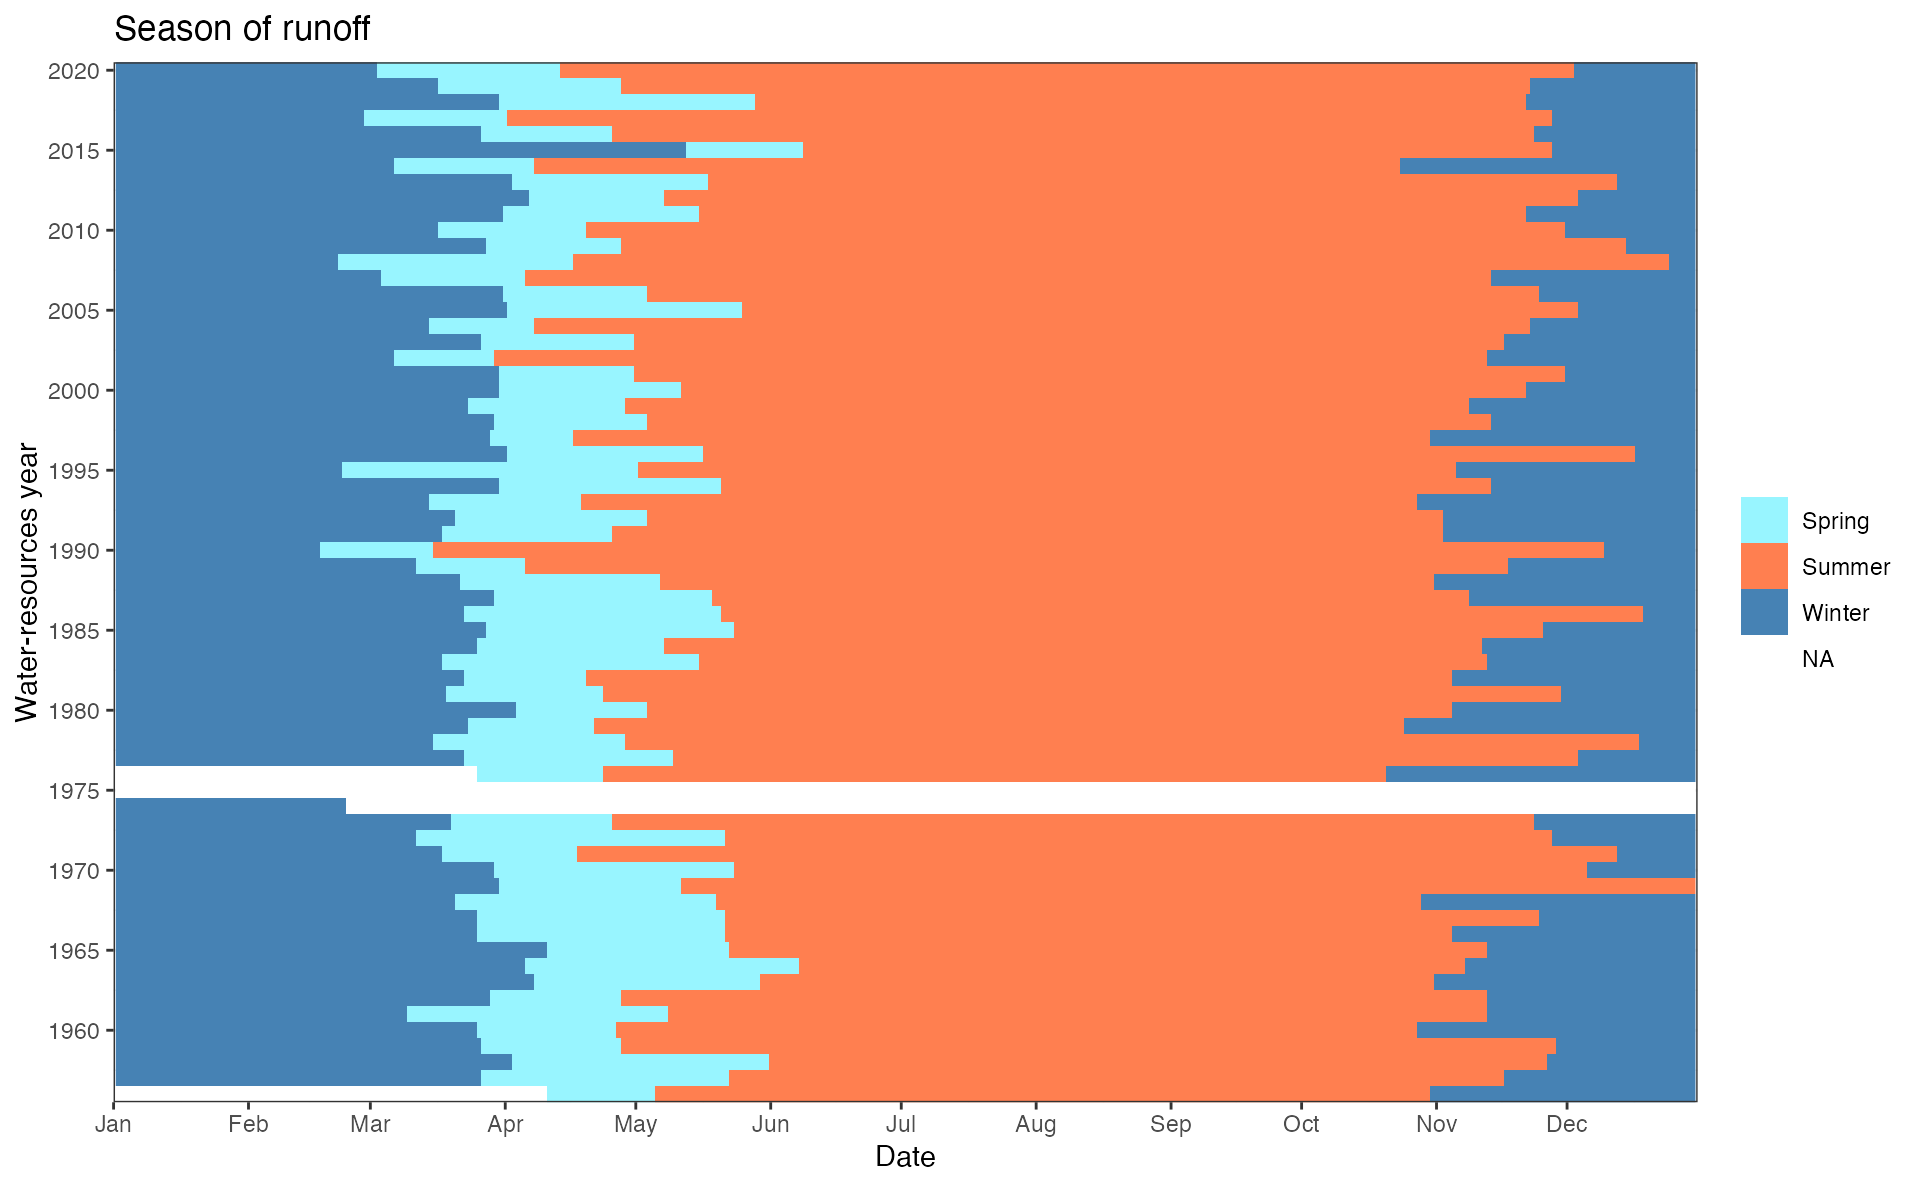 Season of runoff
Water-resources year
2020
2015
2010
2005
2000
1995
1990
1985
1980
1975
1970
1965
1960
Jan Feb Mar Apr May Jun Jul Aug Sep Oct Nov Dec
Date
Spring
Summer
Winter
NA